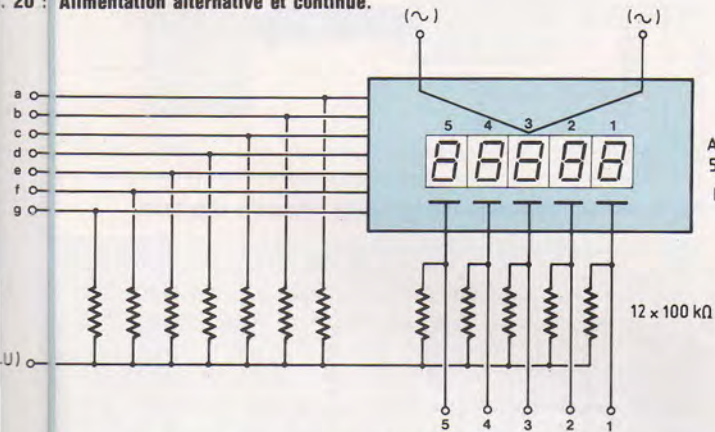 . 20 : Alimentation alternative et continue.
(∼) (∼)
a
b
c
d
e
f
g
5 4 3 2 1
12 x 100 kΩ
U)
5 4 3 2 1